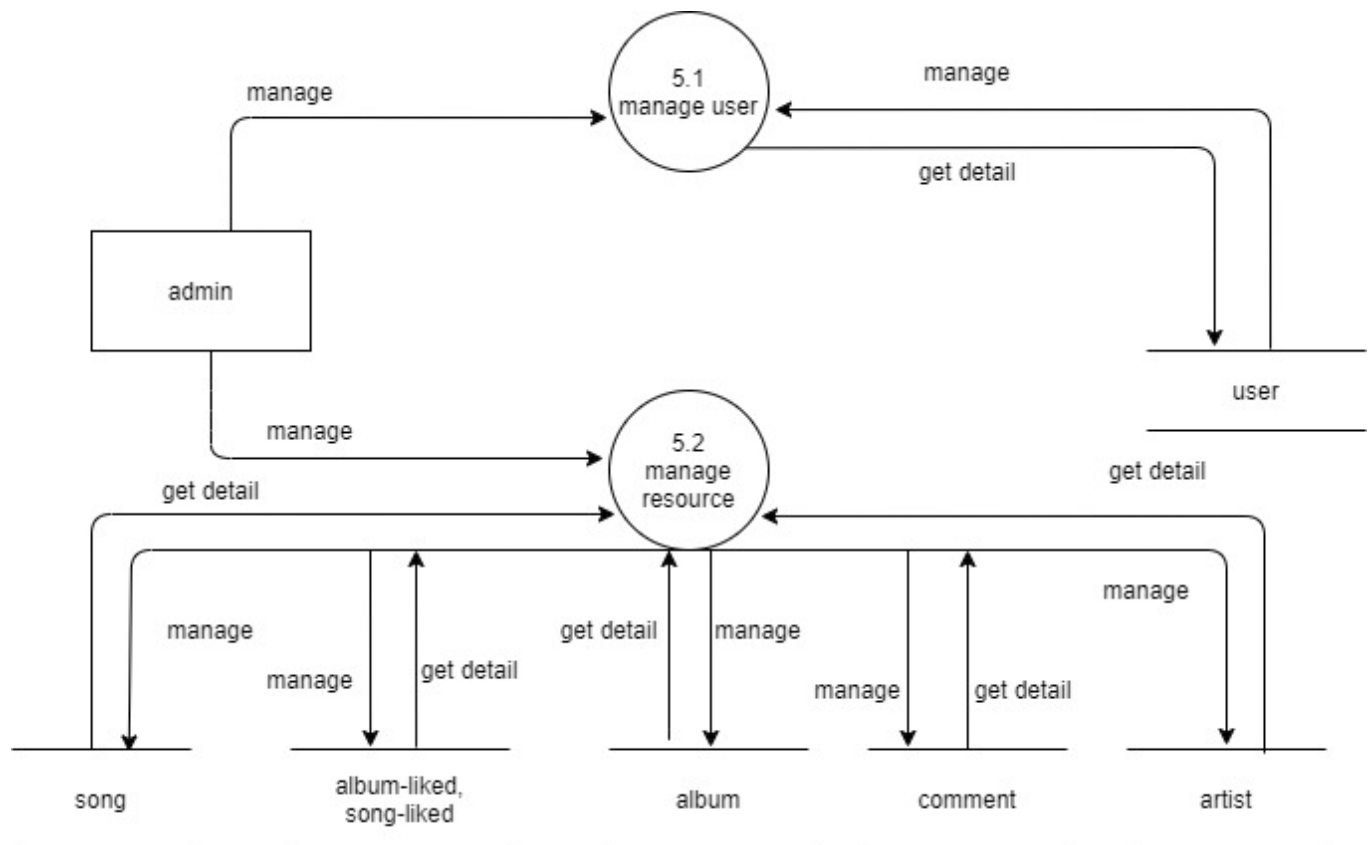 5.1
manage user
manage
manage
get detail
admin
user
manage
5.2
manage
resource
get detail
get detail
manage
manage
get detail
get detail
manage
manage
get detail
manage
song
album-liked,
song-liked
album
comment
artist